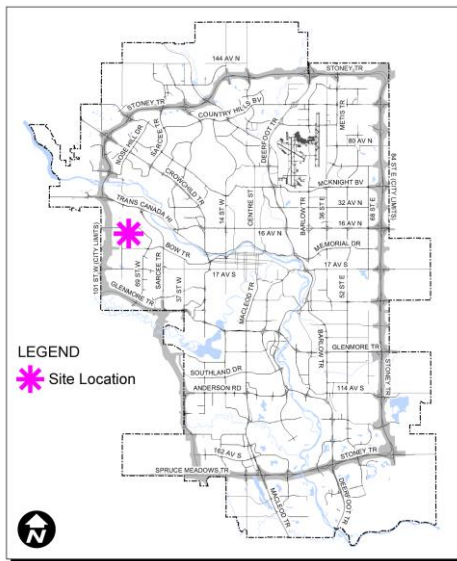 144 AV N
STONEY TR
STONEY TR
COUNTRY HILLS BV
METIS TR
NOSE HILL DR
SARCEE TR
DEERFOOT TR
80 AV N
84 ST E (CITY LIMITS)
CROWCHILD TR
MCKNIGHT BV
TRANS CANADA HI
14 ST W
CENTRE ST
BARLOW TR
36 ST E
32 AV N
68 ST E
16 AV N
16 AV N
101 ST W (CITY LIMITS)
BOW TR
MEMORIAL DR
69 ST W
SARCEE TR
37 ST W
17 AV S
17 AV S
52 ST E
GLENMORE TR
MACLEOD TR
BARLOW TR
GLENMORE TR
LEGEND
Site Location
SOUTHLAND DR
ANDERSON RD
114 AV S
STONEY TR
162 AV S
STONEY TR
SPRUCE MEADOWS TR
MACLEOD TR
DEERFOOT TR
N